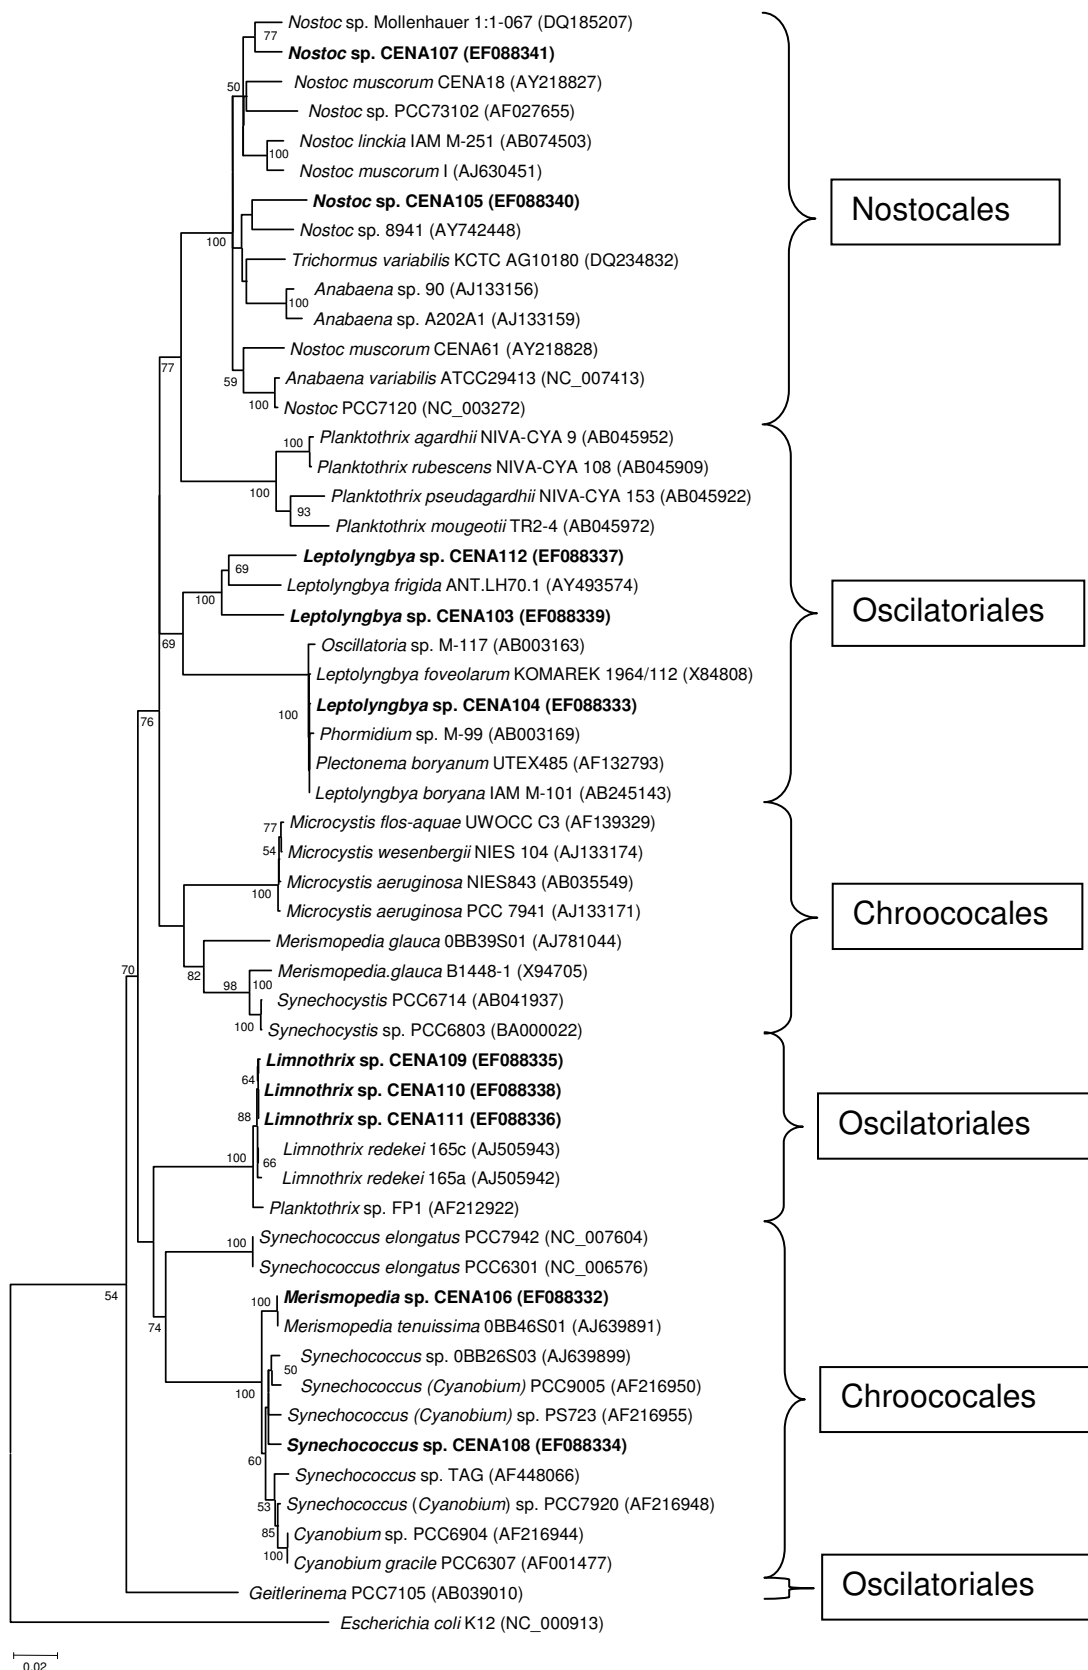 Nostoc sp. Mollenhauer 1:1-067 (DQ185207)
77
Nostoc sp. CENA107 (EF088341)
Nostoc muscorum CENA18 (AY218827)
50
Nostoc sp. PCC73102 (AF027655)
Nostoc linckia IAM M-251 (AB074503)
100
Nostoc muscorum I (AJ630451)
Nostoc sp. CENA105 (EF088340)
Nostocales
Nostoc sp. 8941 (AY742448)
100
Trichormus variabilis KCTC AG10180 (DQ234832)
Anabaena sp. 90 (AJ133156)
100
Anabaena sp. A202A1 (AJ133159)
Nostoc muscorum CENA61 (AY218828)
77
Anabaena variabilis ATCC29413 (NC_007413)
59
100
Nostoc PCC7120 (NC_003272)
Planktothrix agardhii NIVA-CYA 9 (AB045952)
100
Planktothrix rubescens NIVA-CYA 108 (AB045909)
100
Planktothrix pseudagardhii NIVA-CYA 153 (AB045922)
93
Planktothrix mougeotii TR2-4 (AB045972)
Leptolyngbya sp. CENA112 (EF088337)
69
Leptolyngbya frigida ANT.LH70.1 (AY493574)
100
Leptolyngbya sp. CENA103 (EF088339)
Oscilatoriales
69
Oscillatoria sp. M-117 (AB003163)
Leptolyngbya foveolarum KOMAREK 1964/112 (X84808)
Leptolyngbya sp. CENA104 (EF088333)
100
76
Phormidium sp. M-99 (AB003169)
Plectonema boryanum UTEX485 (AF132793)
Leptolyngbya boryana IAM M-101 (AB245143)
Microcystis flos-aquae UWOCC C3 (AF139329)
77
Microcystis wesenbergii NIES 104 (AJ133174)
54
Microcystis aeruginosa NIES843 (AB035549)
100
Microcystis aeruginosa PCC 7941 (AJ133171)
Chroococales
Merismopedia glauca 0BB39S01 (AJ781044)
70
82
Merismopedia.glauca B1448-1 (X94705)
98
100
Synechocystis PCC6714 (AB041937)
100
Synechocystis sp. PCC6803 (BA000022)
Limnothrix sp. CENA109 (EF088335)
64
Limnothrix sp. CENA110 (EF088338)
88
Limnothrix sp. CENA111 (EF088336)
Oscilatoriales
Limnothrix redekei 165c (AJ505943)
100
66
Limnothrix redekei 165a (AJ505942)
Planktothrix sp. FP1 (AF212922)
Synechococcus elongatus PCC7942 (NC_007604)
100
Synechococcus elongatus PCC6301 (NC_006576)
54
Merismopedia sp. CENA106 (EF088332)
100
74
Merismopedia tenuissima 0BB46S01 (AJ639891)
Synechococcus sp. 0BB26S03 (AJ639899)
50
100
Synechococcus (Cyanobium) PCC9005 (AF216950)
Chroococales
Synechococcus (Cyanobium) sp. PS723 (AF216955)
Synechococcus sp. CENA108 (EF088334)
60
Synechococcus sp. TAG (AF448066)
53
Synechococcus (Cyanobium) sp. PCC7920 (AF216948)
85
Cyanobium sp. PCC6904 (AF216944)
100
Cyanobium gracile PCC6307 (AF001477)
Oscilatoriales
Geitlerinema PCC7105 (AB039010)
Escherichia coli K12 (NC_000913)
0.02